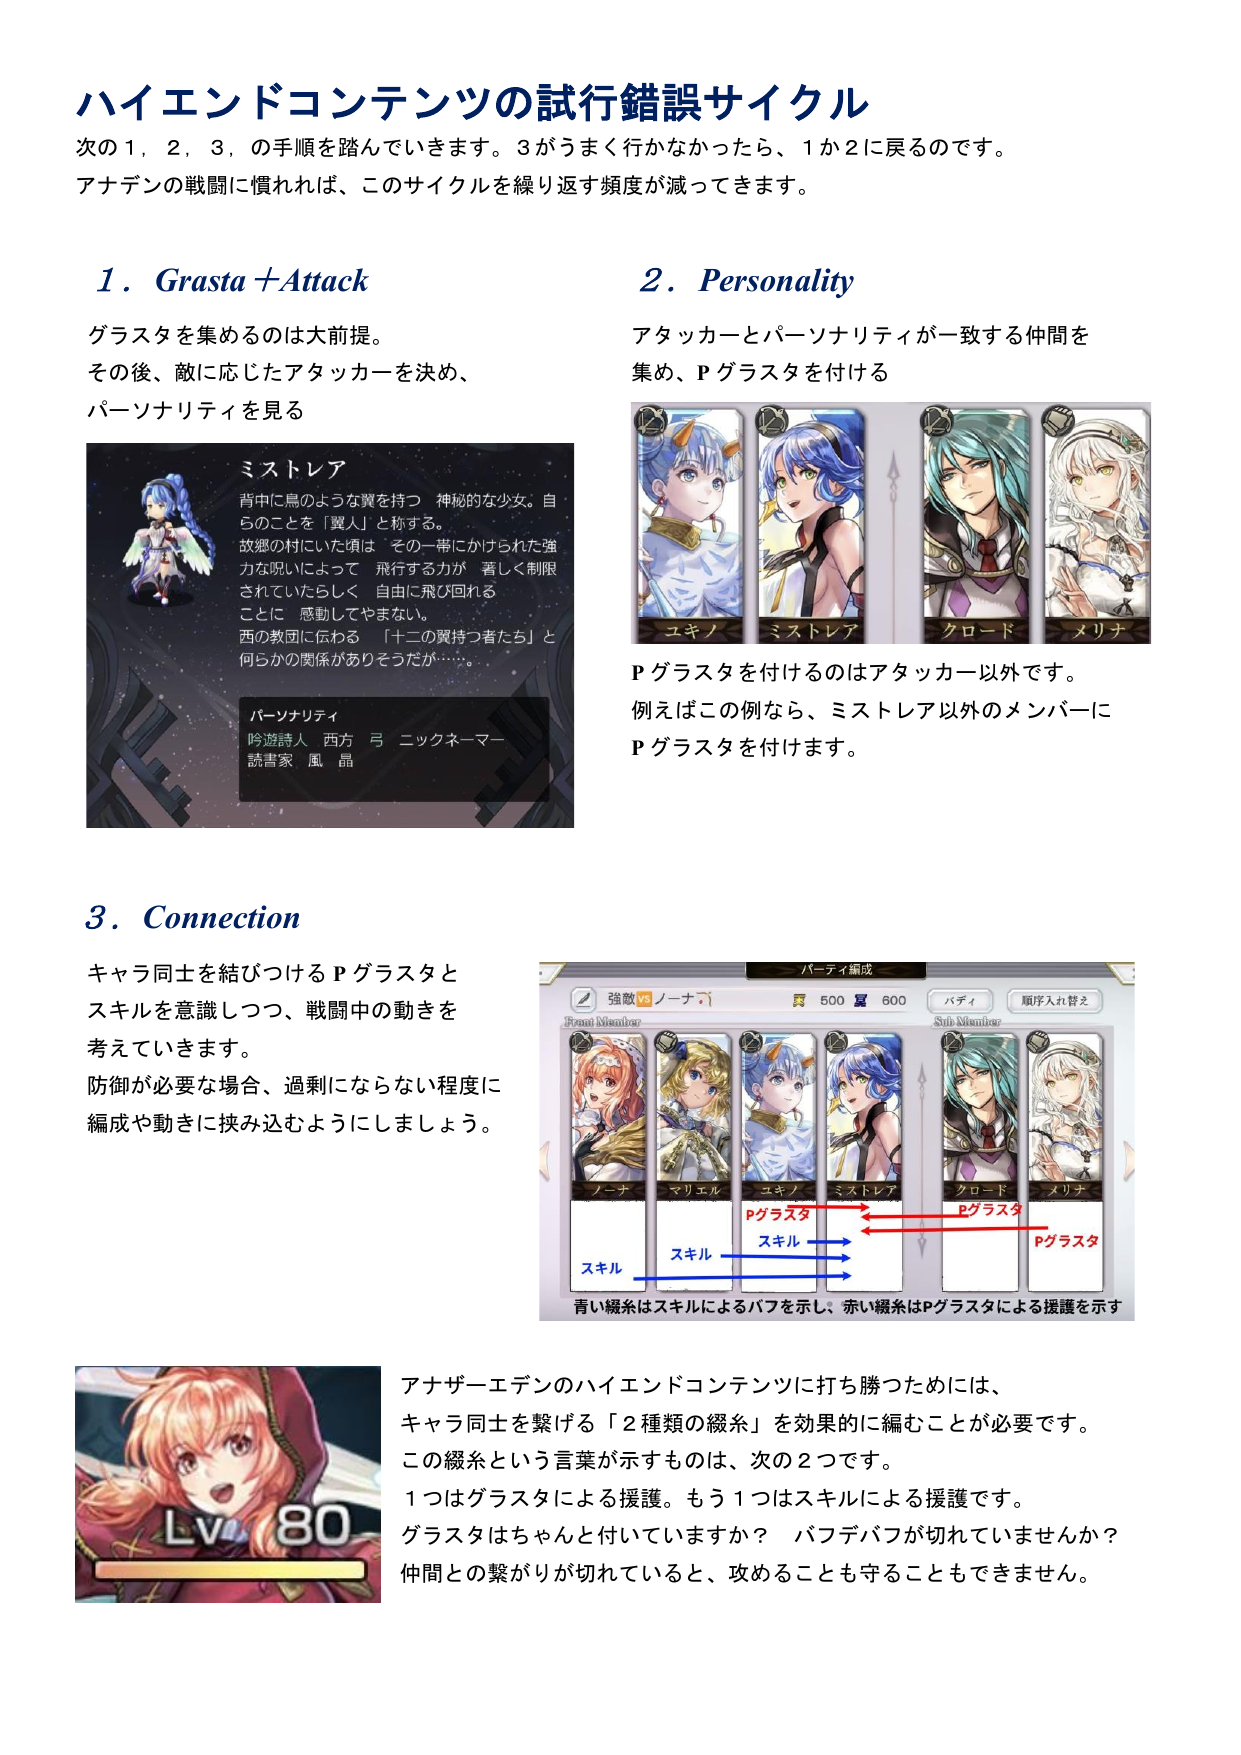 ハイエンドコンテンツの試行錯誤サイクル
次の１，２，３，の手順を踏んでいきます。３がうまく行かなかったら、１か２に戻るのです。
アナデンの戦闘に慣れれば、このサイクルを繰り返す頻度が減ってきます。
１．Grasta＋Attack
グラスタを集めるのは大前提。
その後、敵に応じたアタッカーを決め、
パーソナリティを見る
ミストレア
背中に鳥のような翼を持つ　神秘的な少女。自
らのことを「翼人」と称する。
故郷の村にいた頃は　その一帯にかけられた強
力な呪いによって　飛行する力が　著しく制限
されていたらしく　自由に飛び回れる
ことに　感動してやまない。
西の教団に伝わる　「十二の翼持つ者たち」と
何らかの関係がありそうだが……。
パーソナリティ
吟遊詩人　西方　弓　ニックネーマー
読書家　風　晶
２．Personality
アタッカーとパーソナリティが一致する仲間を
集め、P グラスタを付ける
ユキノ　ミストレア　クロード　メリナ
P グラスタを付けるのはアタッカー以外です。
例えばこの例なら、ミストレア以外のメンバーに
P グラスタを付けます。
３．Connection
キャラ同士を結びつける P グラスタと
スキルを意識しつつ、戦闘中の動きを
考えていきます。
防御が必要な場合、過剰にならない程度に
編成や動きに挟み込むようにしましょう。
パーティ編成
強敵VSノーナ　500　600　バディ　順序入れ替え
Front Member　Sub Member
ノーナ　マリエル　ユキノ　ミストレア　クロード　メリナ
Pグラスタ　Pグラスタ
スキル　Pグラスタ
スキル
スキル
青い綴糸はスキルによるバフを示し、赤い綴糸はPグラスタによる援護を示す
Lv 80
アナザーエデンのハイエンドコンテンツに打ち勝つためには、
キャラ同士を繋げる「２種類の綴糸」を効果的に編むことが必要です。
この綴糸という言葉が示すものは、次の２つです。
１つはグラスタによる援護。もう１つはスキルによる援護です。
グラスタはちゃんと付いていますか？　バフデバフが切れていませんか？
仲間との繋がりが切れていると、攻めることも守ることもできません。